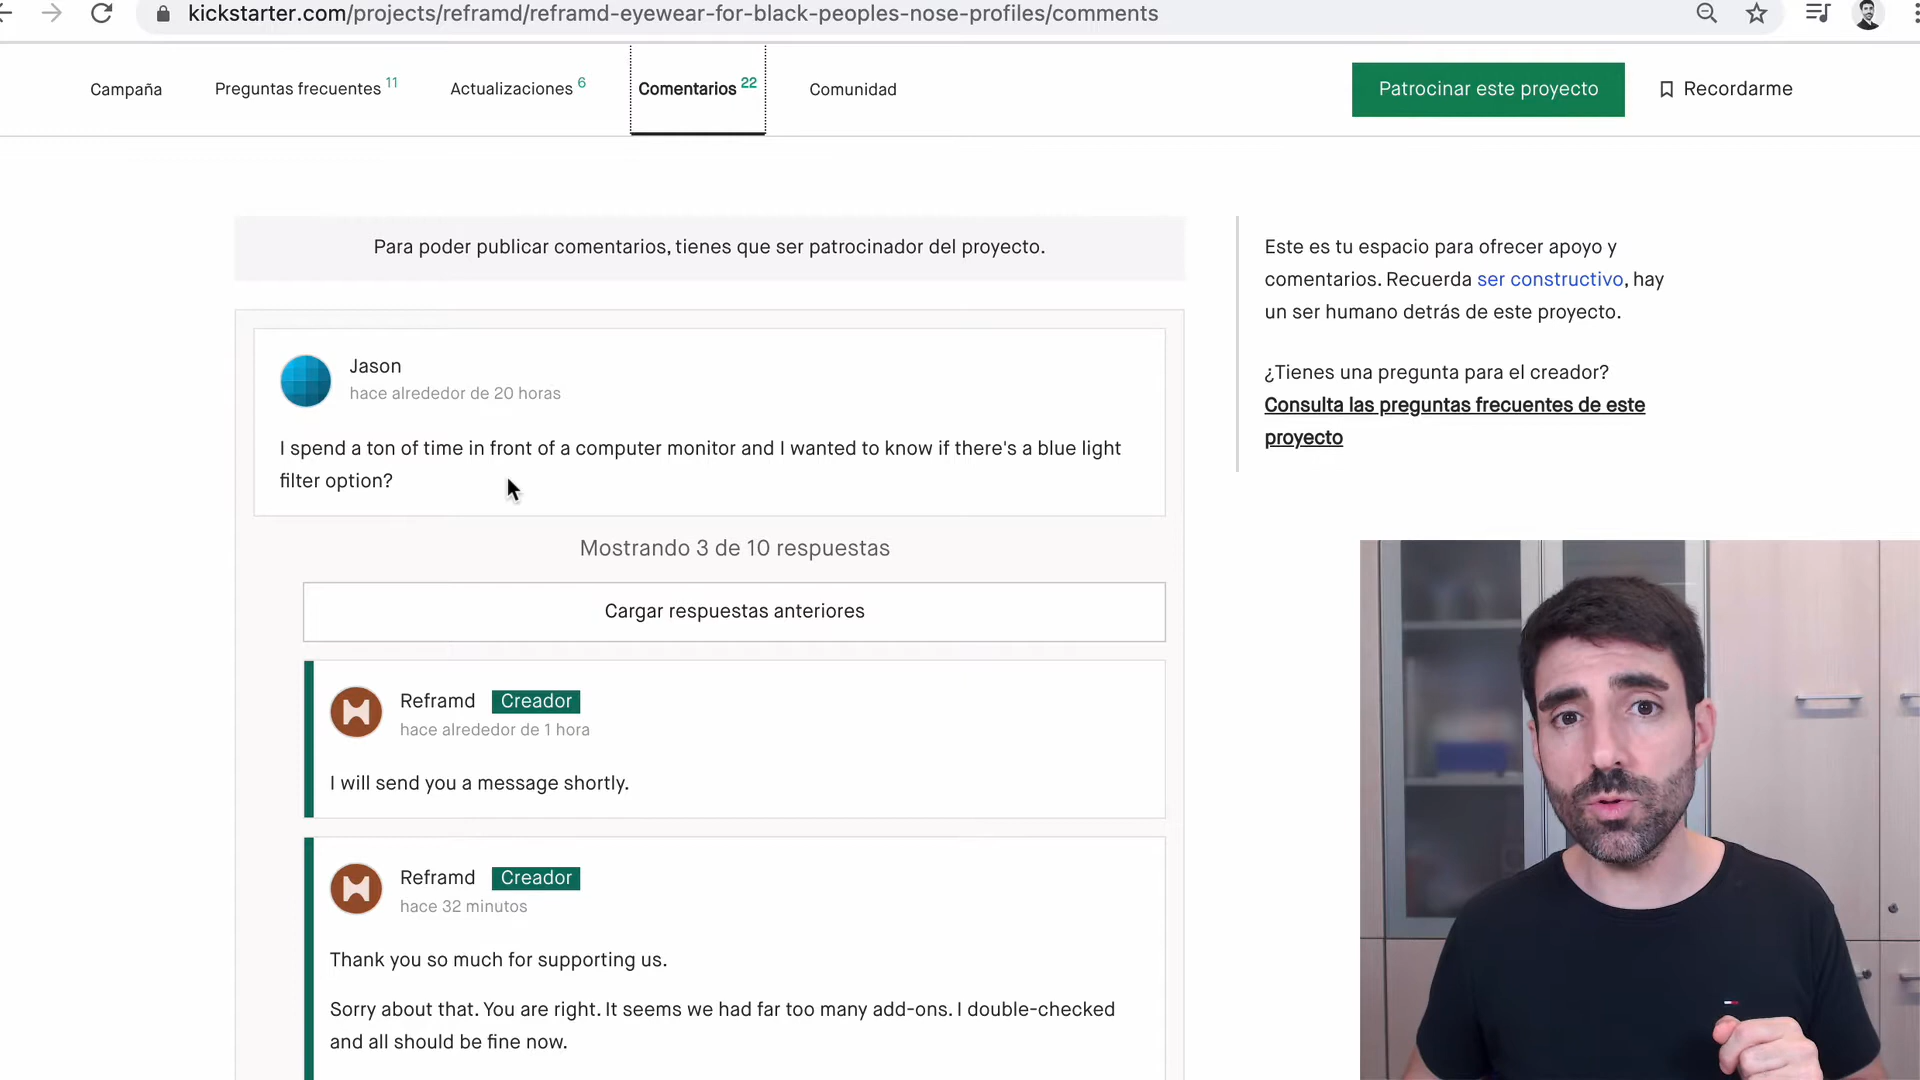 kickstarter.com/projects/reframd/reframd-eyewear-for-black-peoples-nose-profiles/comments
Campaña
Preguntas frecuentes 11
Actualizaciones 6
Comentarios 22
Comunidad
Patrocinar este proyecto
Recordarme
Para poder publicar comentarios, tienes que ser patrocinador del proyecto.
Jason
hace alrededor de 20 horas
I spend a ton of time in front of a computer monitor and I wanted to know if there's a blue light
filter option?
Mostrando 3 de 10 respuestas
Cargar respuestas anteriores
Reframd Creador
hace alrededor de 1 hora
I will send you a message shortly.
Reframd Creador
hace 32 minutos
Thank you so much for supporting us.
Sorry about that. You are right. It seems we had far too many add-ons. I double-checked
and all should be fine now.
Este es tu espacio para ofrecer apoyo y
comentarios. Recuerda ser constructivo, hay
un ser humano detrás de este proyecto.
¿Tienes una pregunta para el creador?
Consulta las preguntas frecuentes de este
proyecto